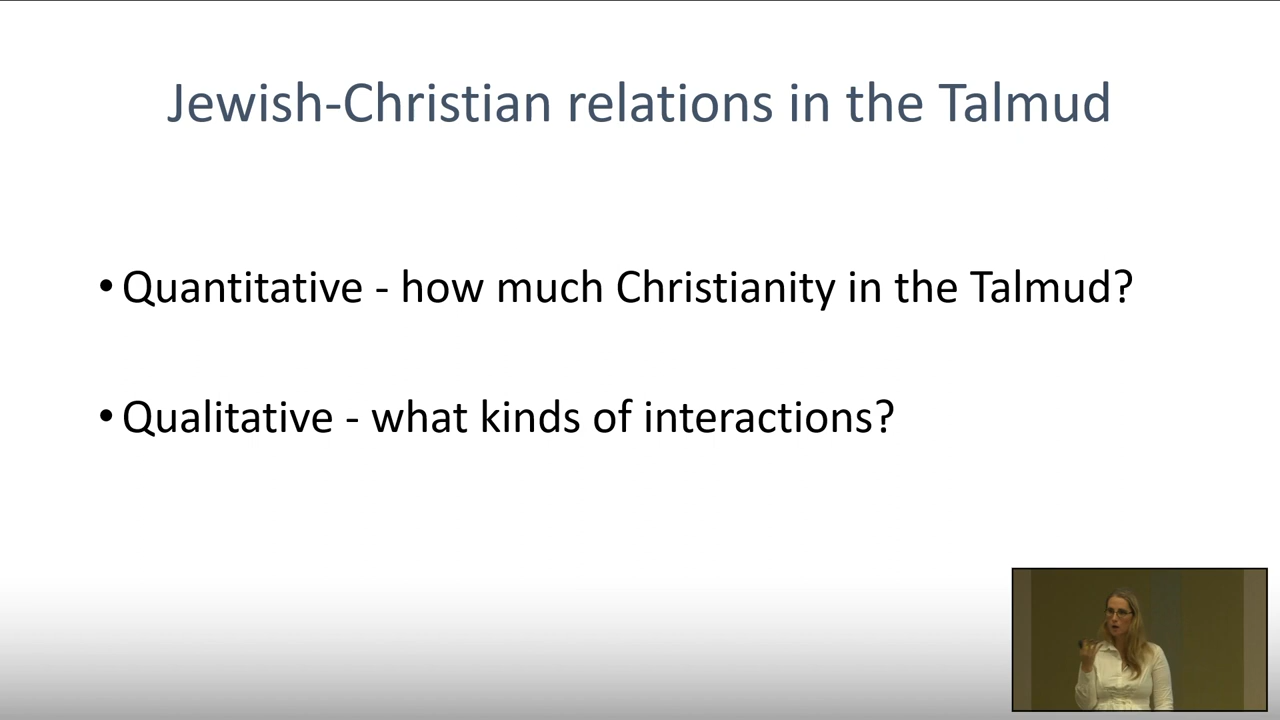 Jewish-Christian relations in the Talmud
• Quantitative - how much Christianity in the Talmud?
• Qualitative - what kinds of interactions?